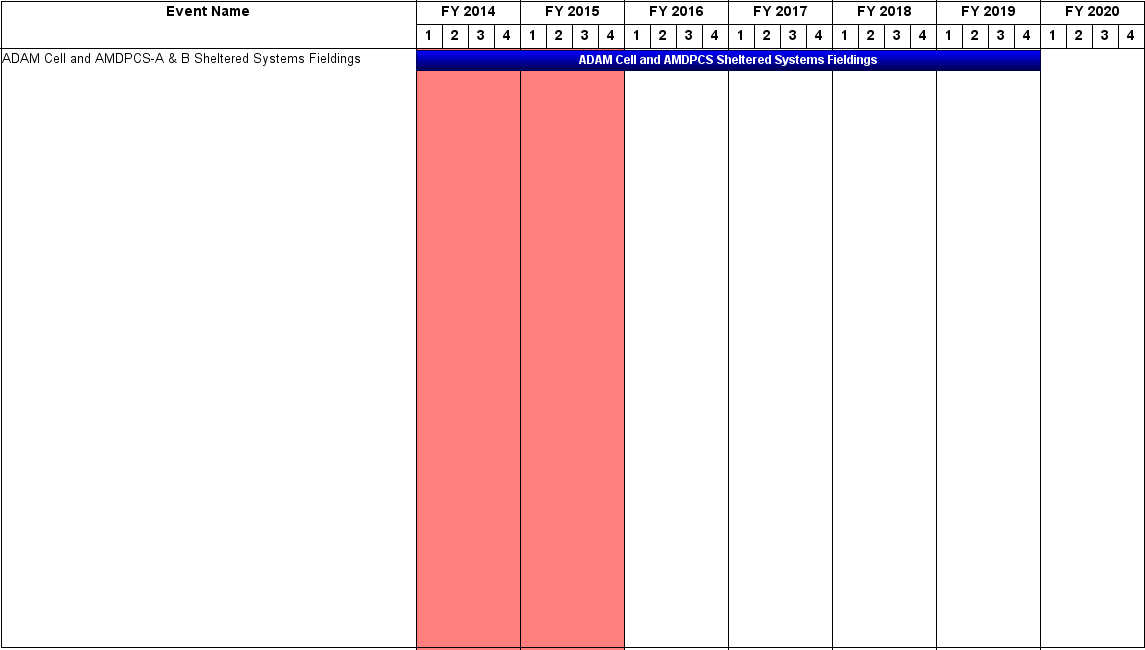 Event Name FY 2014 FY 2015 FY 2016 FY 2017 FY 2018 FY 2019 FY 2020
1 2 3 4 1 2 3 4 1 2 3 4 1 2 3 4 1 2 3 4 1 2 3 4 1 2 3 4
ADAM Cell and AMDPCS-A & B Sheltered Systems Fieldings ADAM Cell and AMDPCS Sheltered Systems Fieldings